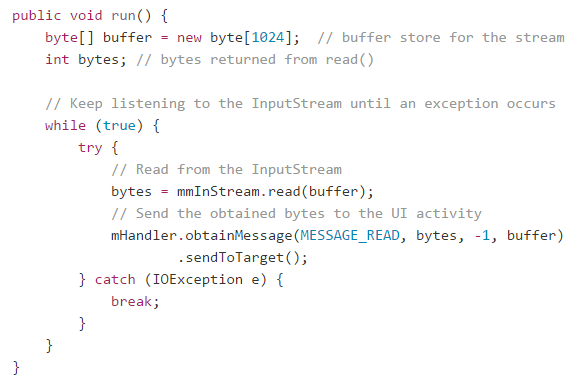 public void run() {
    byte[] buffer = new byte[1024];  // buffer store for the stream
    int bytes; // bytes returned from read()

    // Keep listening to the InputStream until an exception occurs
    while (true) {
        try {
            // Read from the InputStream
            bytes = mmInStream.read(buffer);
            // Send the obtained bytes to the UI activity
            mHandler.obtainMessage(MESSAGE_READ, bytes, -1, buffer)
                    .sendToTarget();
        } catch (IOException e) {
            break;
        }
    }
}